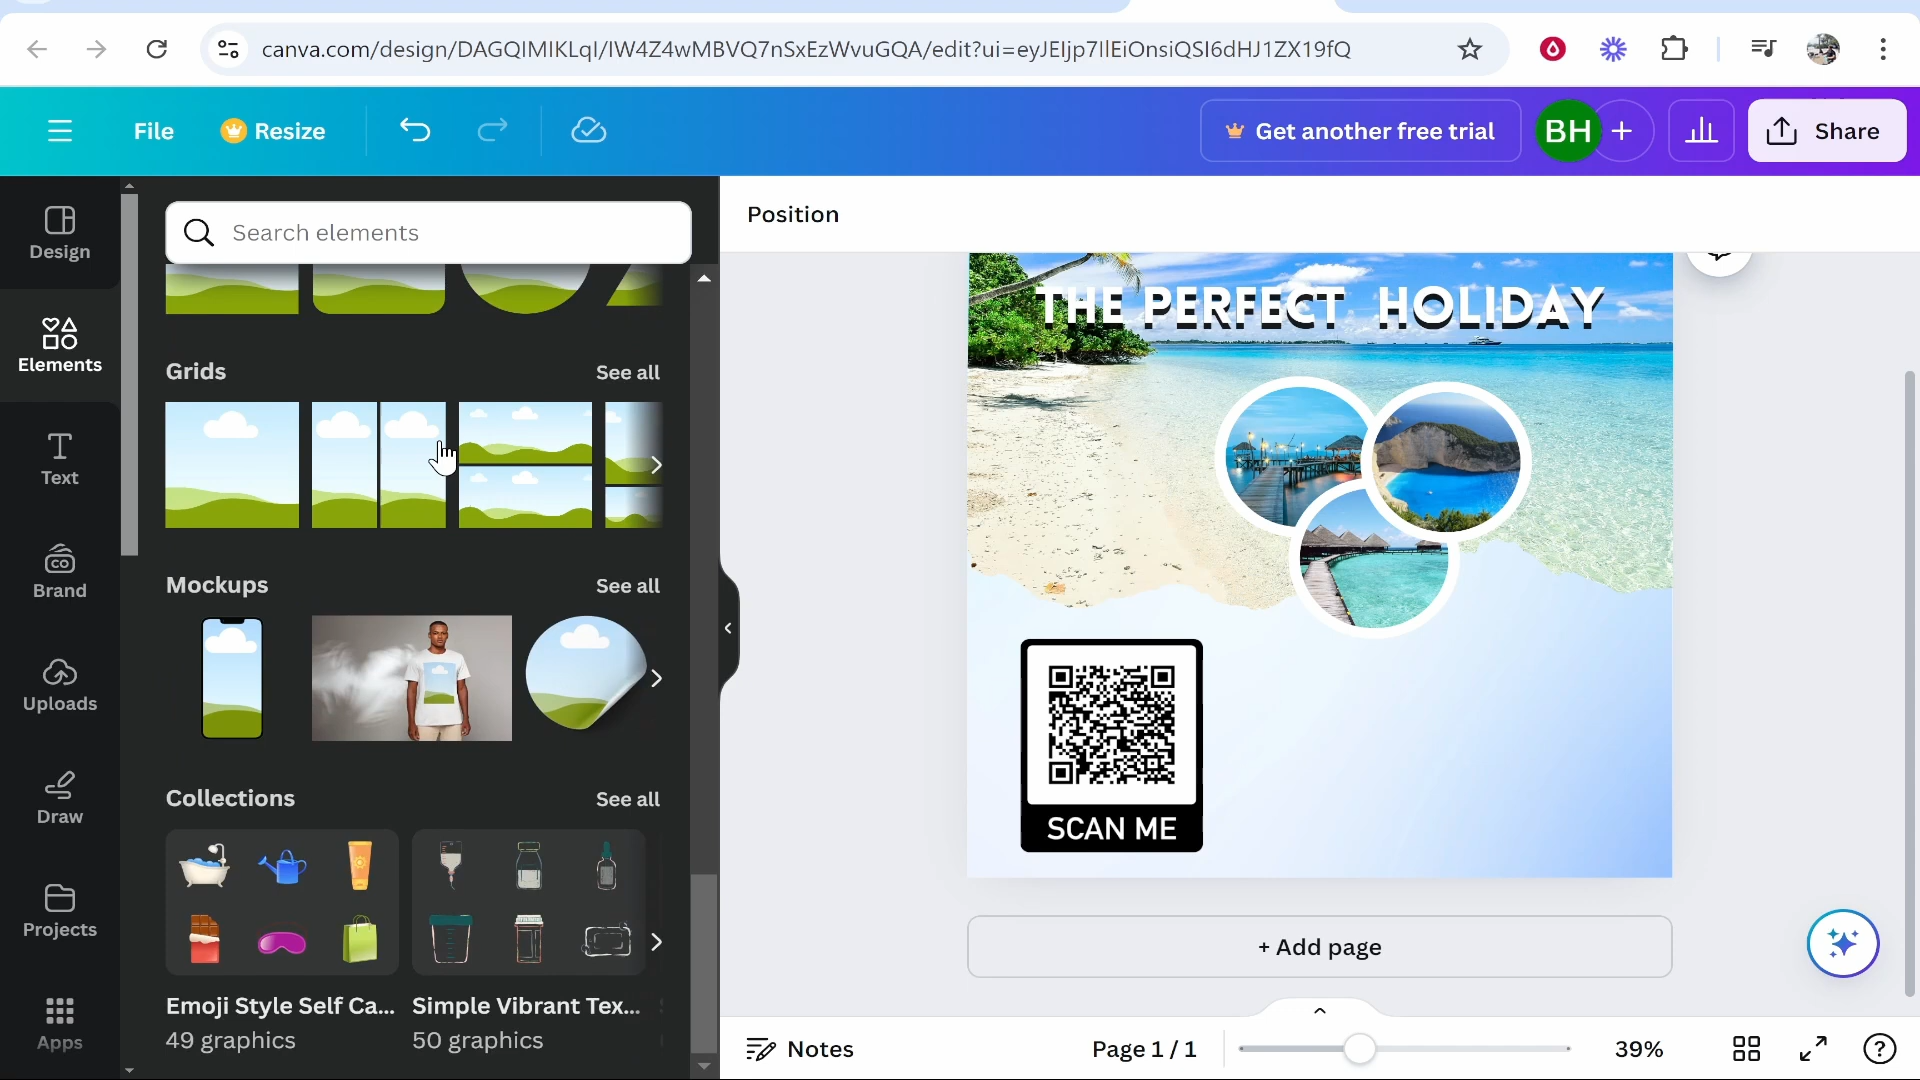 canva.com/design/DAGQIMIKLqI/IW4Z4wMBVQ7nSxEzWvuGQA/edit?ui=eyJEIjp7IlEiOnsiQSI6dHJ1ZX19fQ
File
Resize
Get another free trial
BH
+
Share
Design
Elements
Text
Brand
Uploads
Draw
Projects
Apps
Search elements
Grids
See all
Mockups
See all
Collections
See all
Emoji Style Self Ca...
49 graphics
Simple Vibrant Tex...
50 graphics
Position
THE PERFECT HOLIDAY
SCAN ME
+ Add page
Notes
Page 1 / 1
39%